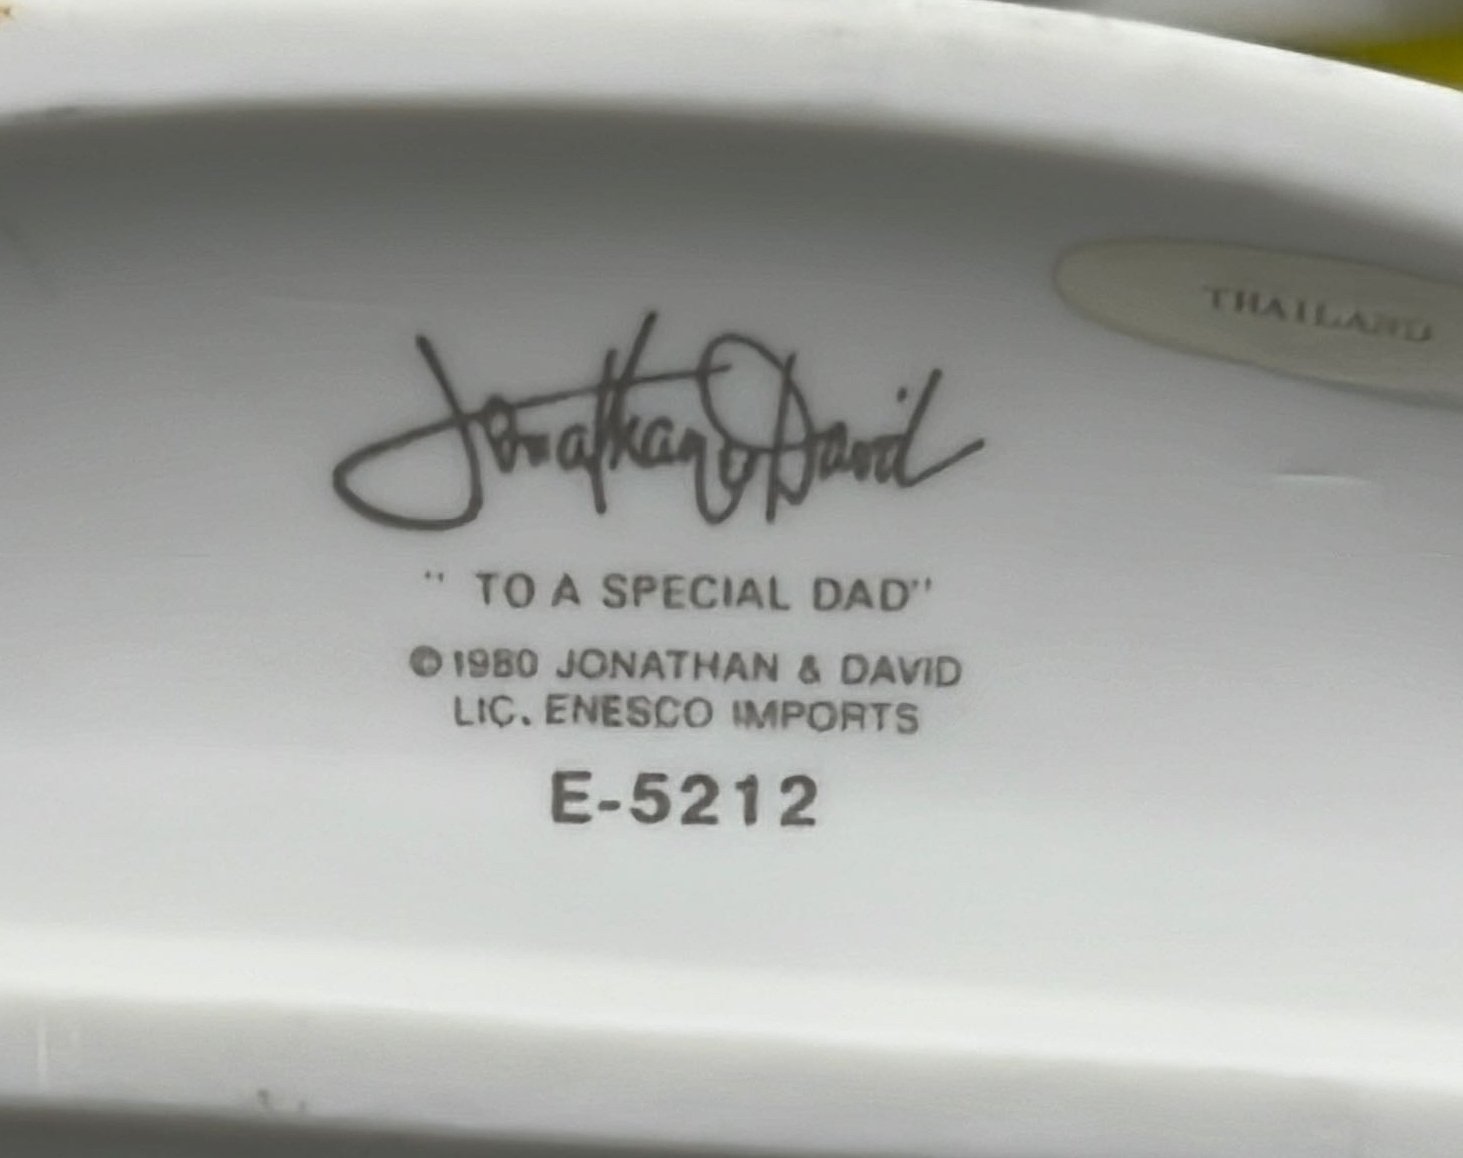 Jonathan & David
" TO A SPECIAL DAD"
© 1980 JONATHAN & DAVID
LIC. ENESCO IMPORTS
E-5212
THAILAND